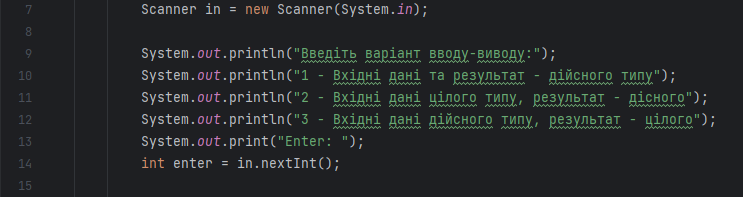 7 Scanner in = new Scanner(System.in);
8
9 System.out.println("Введіть варіант вводу-виводу:");
10 System.out.println("1 - Вхідні дані та результат - дійсного типу");
11 System.out.println("2 - Вхідні дані цілого типу, результат - дісного");
12 System.out.println("3 - Вхідні дані дійсного типу, результат - цілого");
13 System.out.print("Enter: ");
14 int enter = in.nextInt();
15